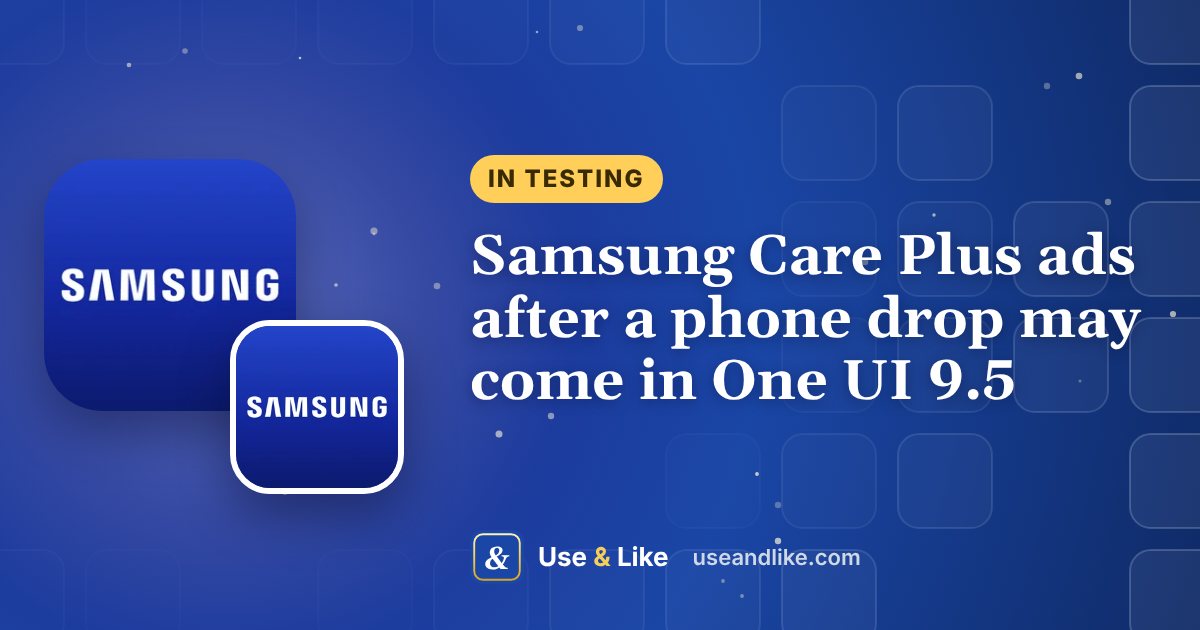 SAMSUNG
SAMSUNG
IN TESTING
Samsung Care Plus ads
after a phone drop may
come in One UI 9.5
& Use & Like useandlike.com